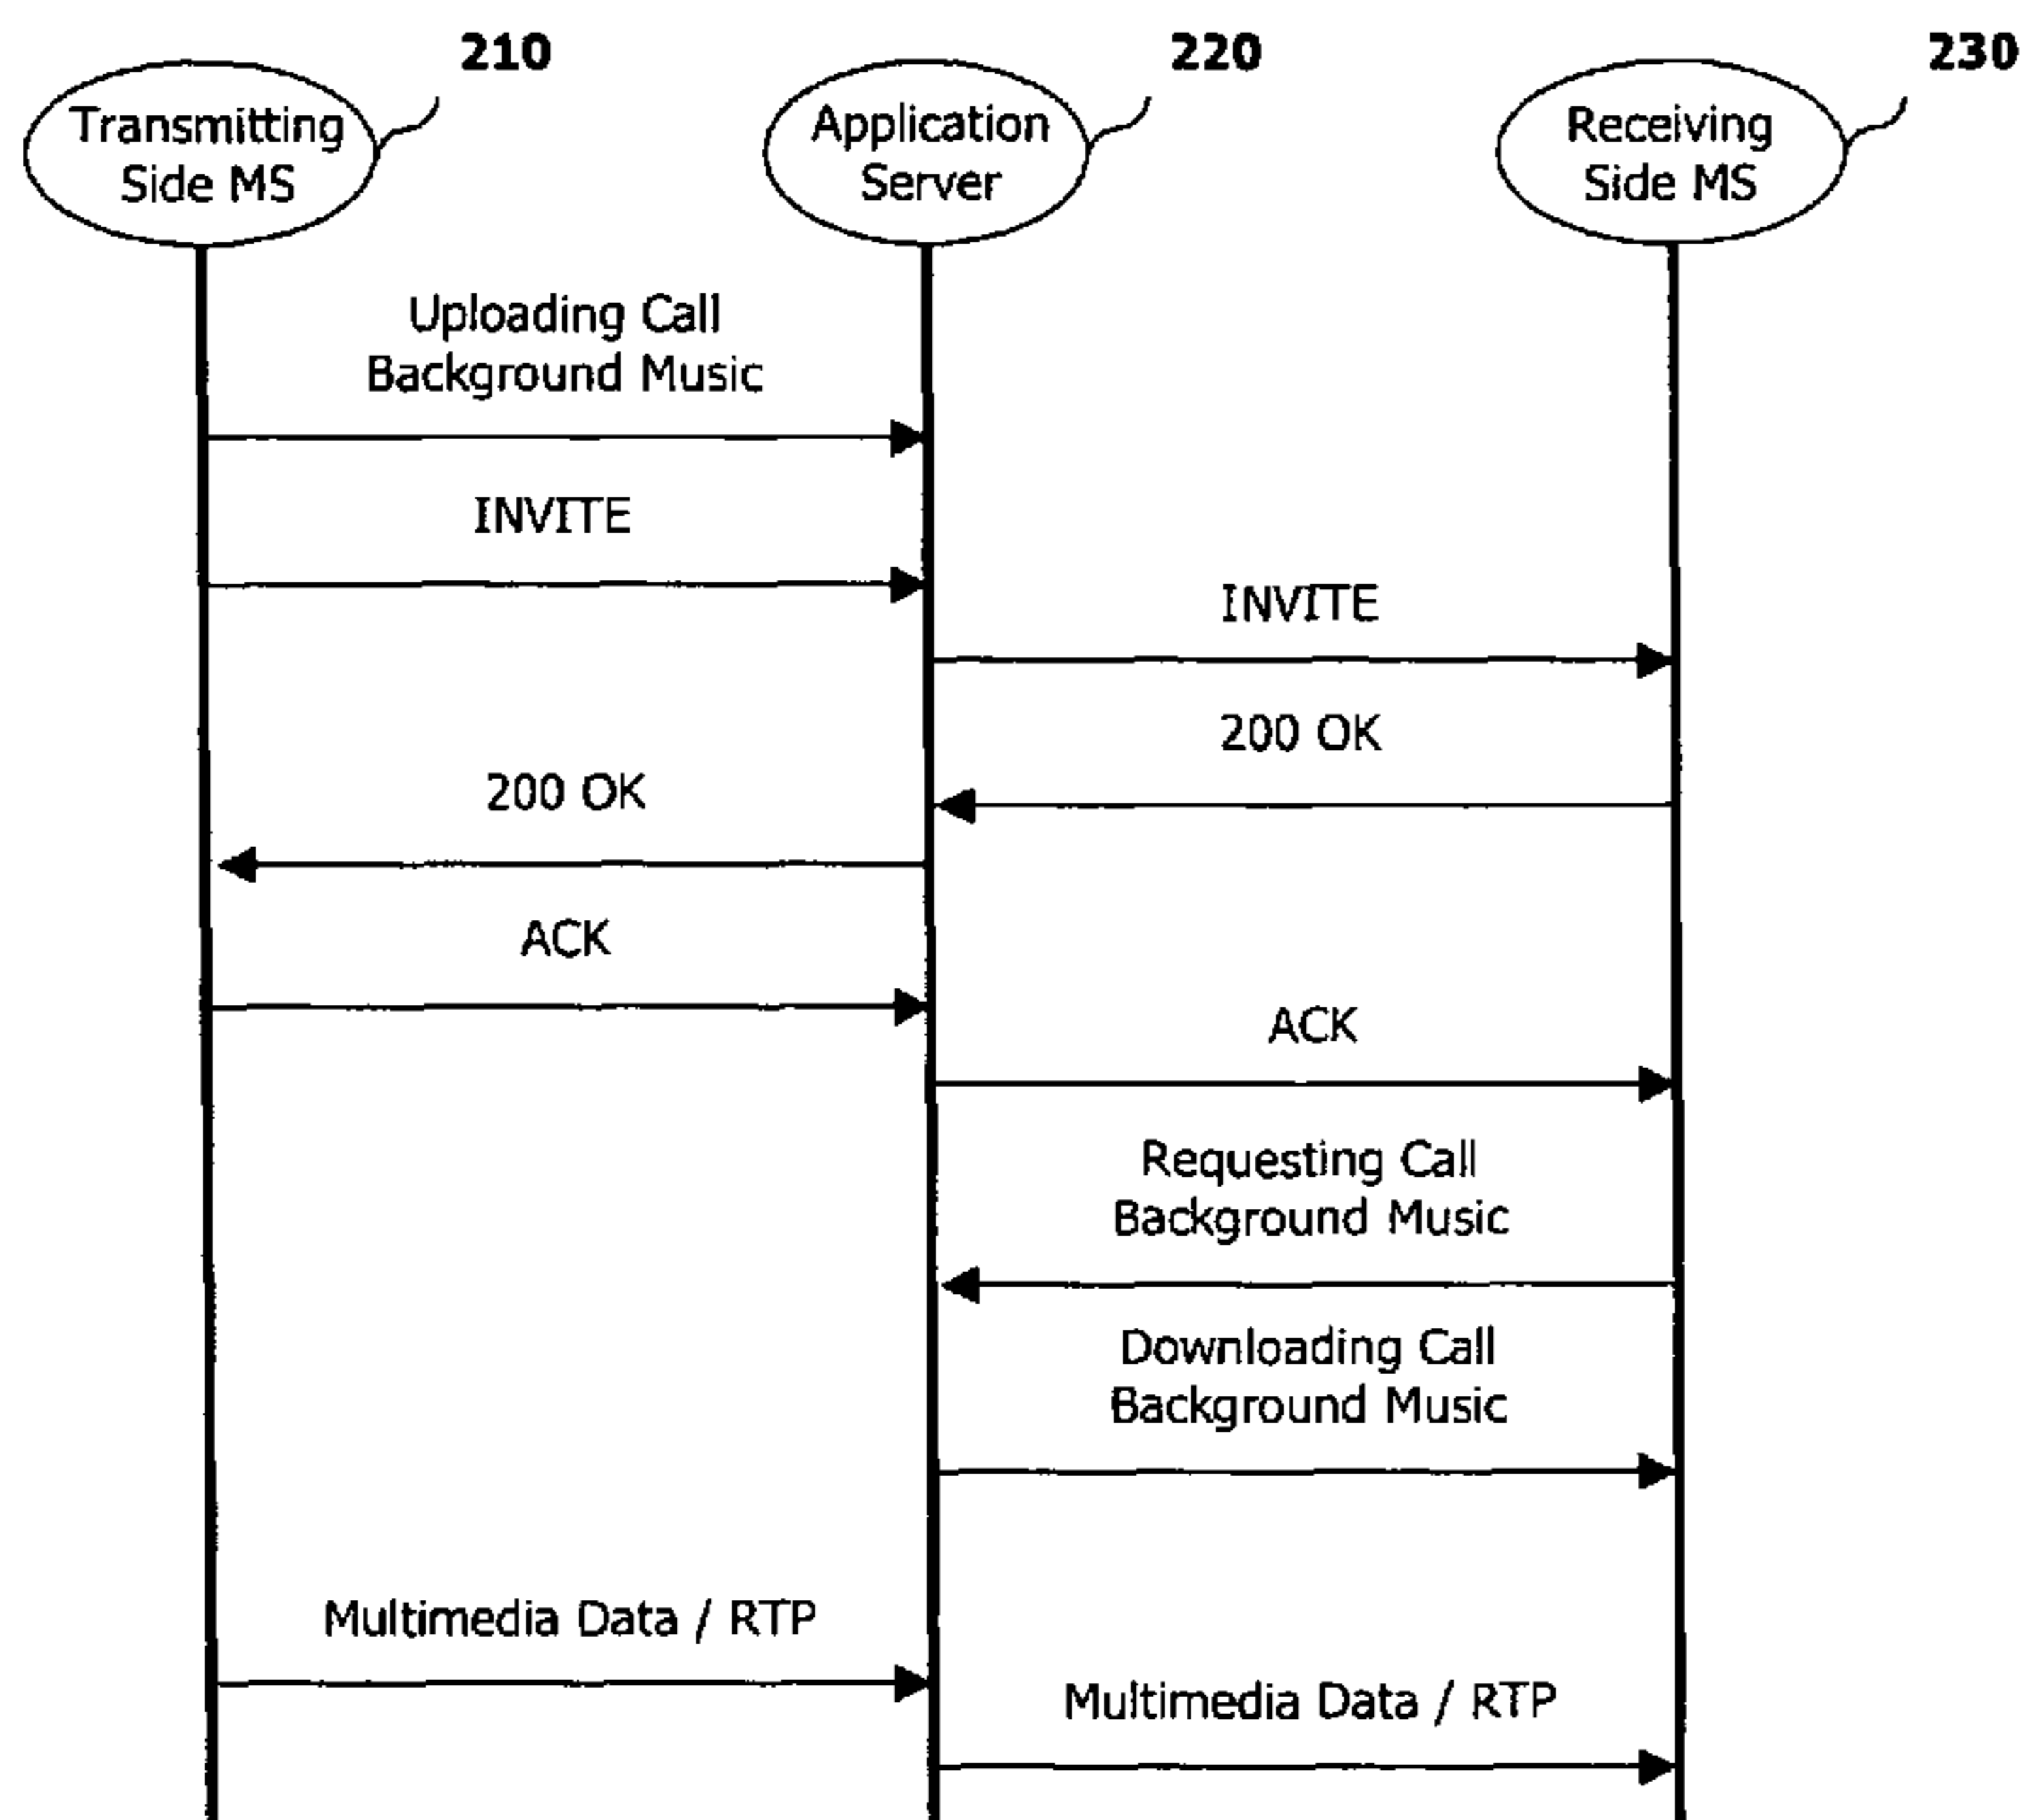 210
220
230
Transmitting
Side MS
Application
Server
Receiving
Side MS
Uploading Call
Background Music
INVITE
INVITE
200 OK
200 OK
ACK
ACK
Requesting Call
Background Music
Downloading Call
Background Music
Multimedia Data / RTP
Multimedia Data / RTP